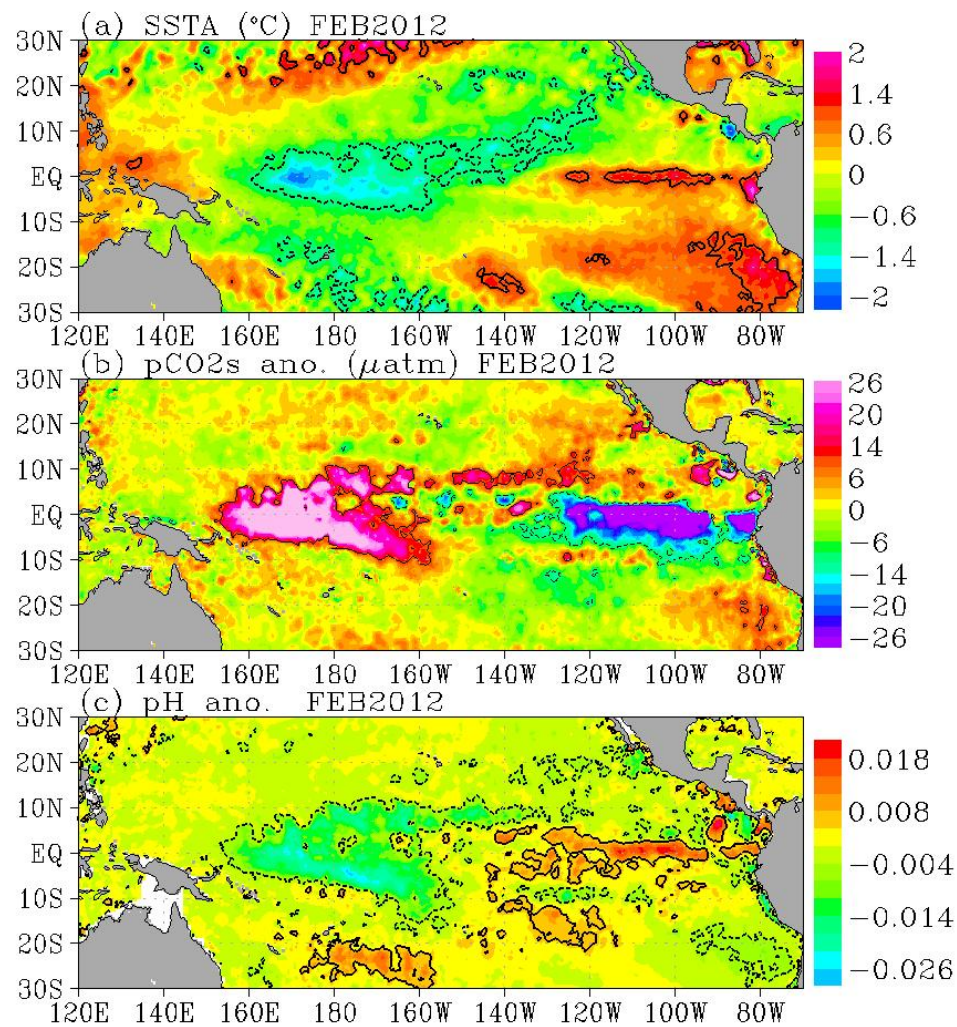 (a) SSTA (°C) FEB2012
30N
20N
10N
EQ
10S
20S
30S
120E 140E 160E 180 160W 140W 120W 100W 80W
2
1.4
0.6
0
−0.6
−1.4
−2
(b) pCO2s ano. (μatm) FEB2012
30N
20N
10N
EQ
10S
20S
30S
120E 140E 160E 180 160W 140W 120W 100W 80W
26
20
14
6
0
−6
−14
−20
−26
(c) pH ano. FEB2012
30N
20N
10N
EQ
10S
20S
30S
120E 140E 160E 180 160W 140W 120W 100W 80W
0.018
0.008
−0.004
−0.014
−0.026